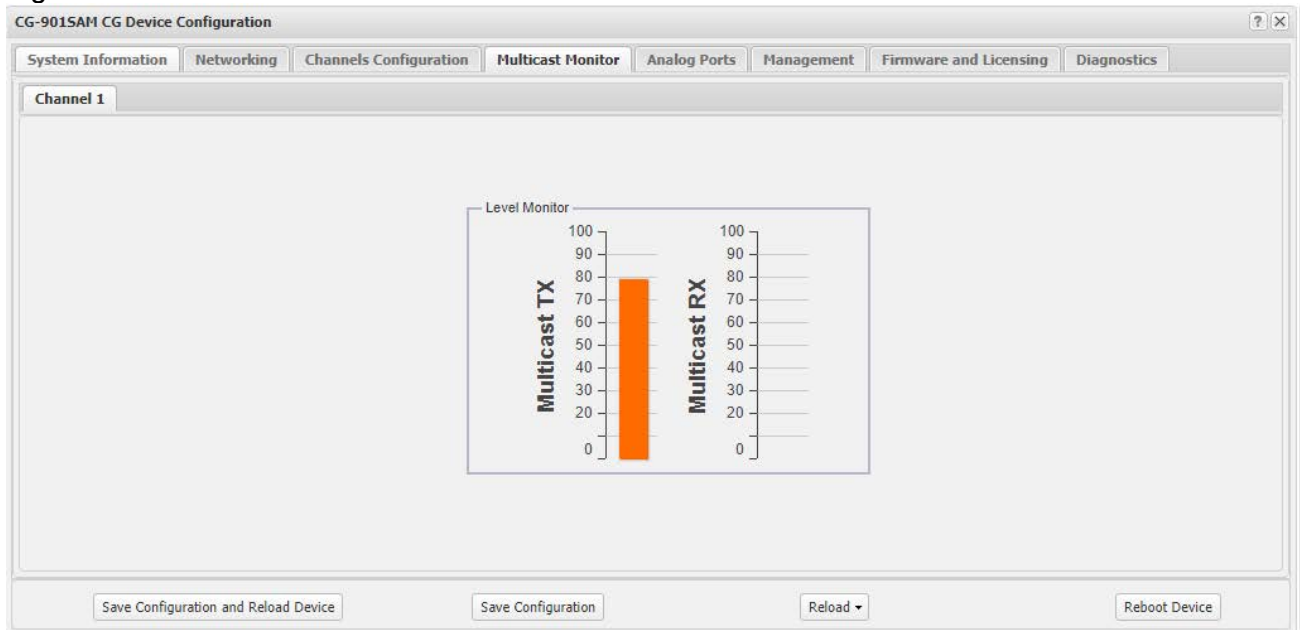 CG-901SAM CG Device Configuration
? X
System Information Networking Channels Configuration Multicast Monitor Analog Ports Management Firmware and Licensing Diagnostics
Channel 1
Level Monitor
Multicast TX
100
90
80
70
60
50
40
30
20
0
Multicast RX
100
90
80
70
60
50
40
30
20
0
Save Configuration and Reload Device Save Configuration Reload Reboot Device